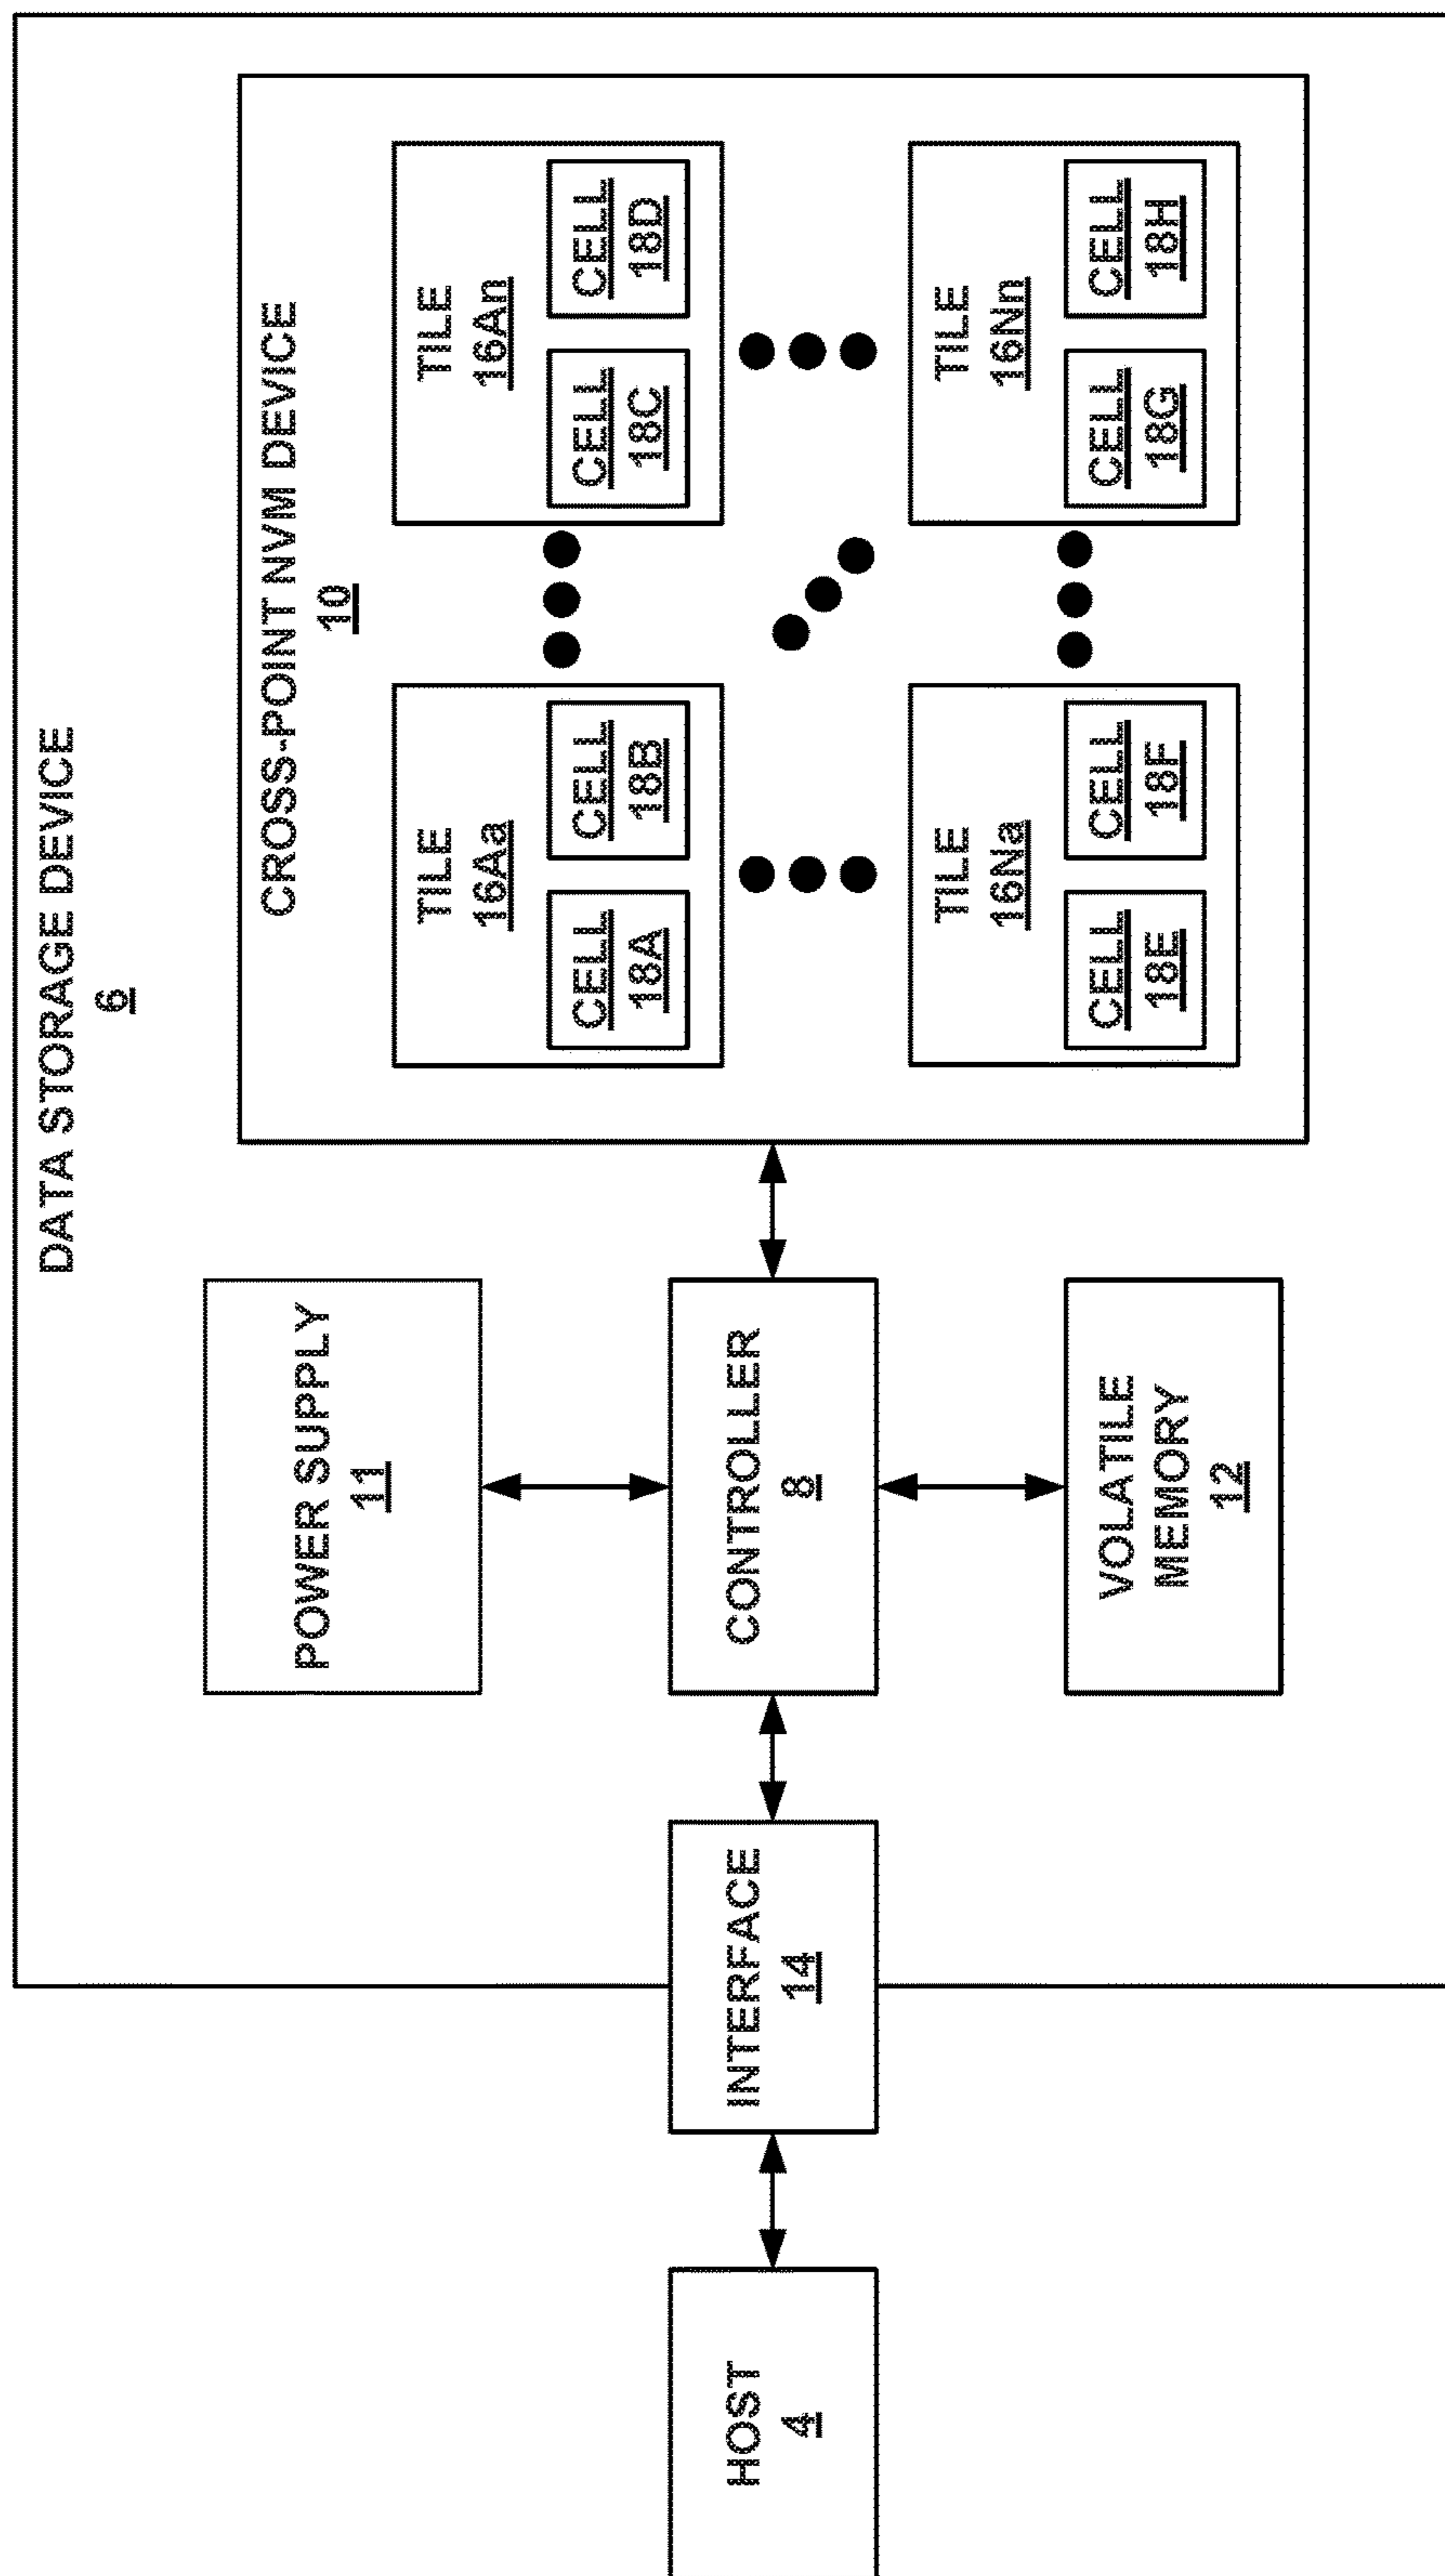 DATA STORAGE DEVICE
6
HOST
4
INTERFACE
14
POWER SUPPLY
11
CONTROLLER
8
VOLATILE
MEMORY
12
CROSS-POINT NVM DEVICE
10
TILE
16Aa
CELL
18A
CELL
18B
TILE
16An
CELL
18C
CELL
18D
TILE
16Na
CELL
18E
CELL
18F
TILE
16Nn
CELL
18G
CELL
18H